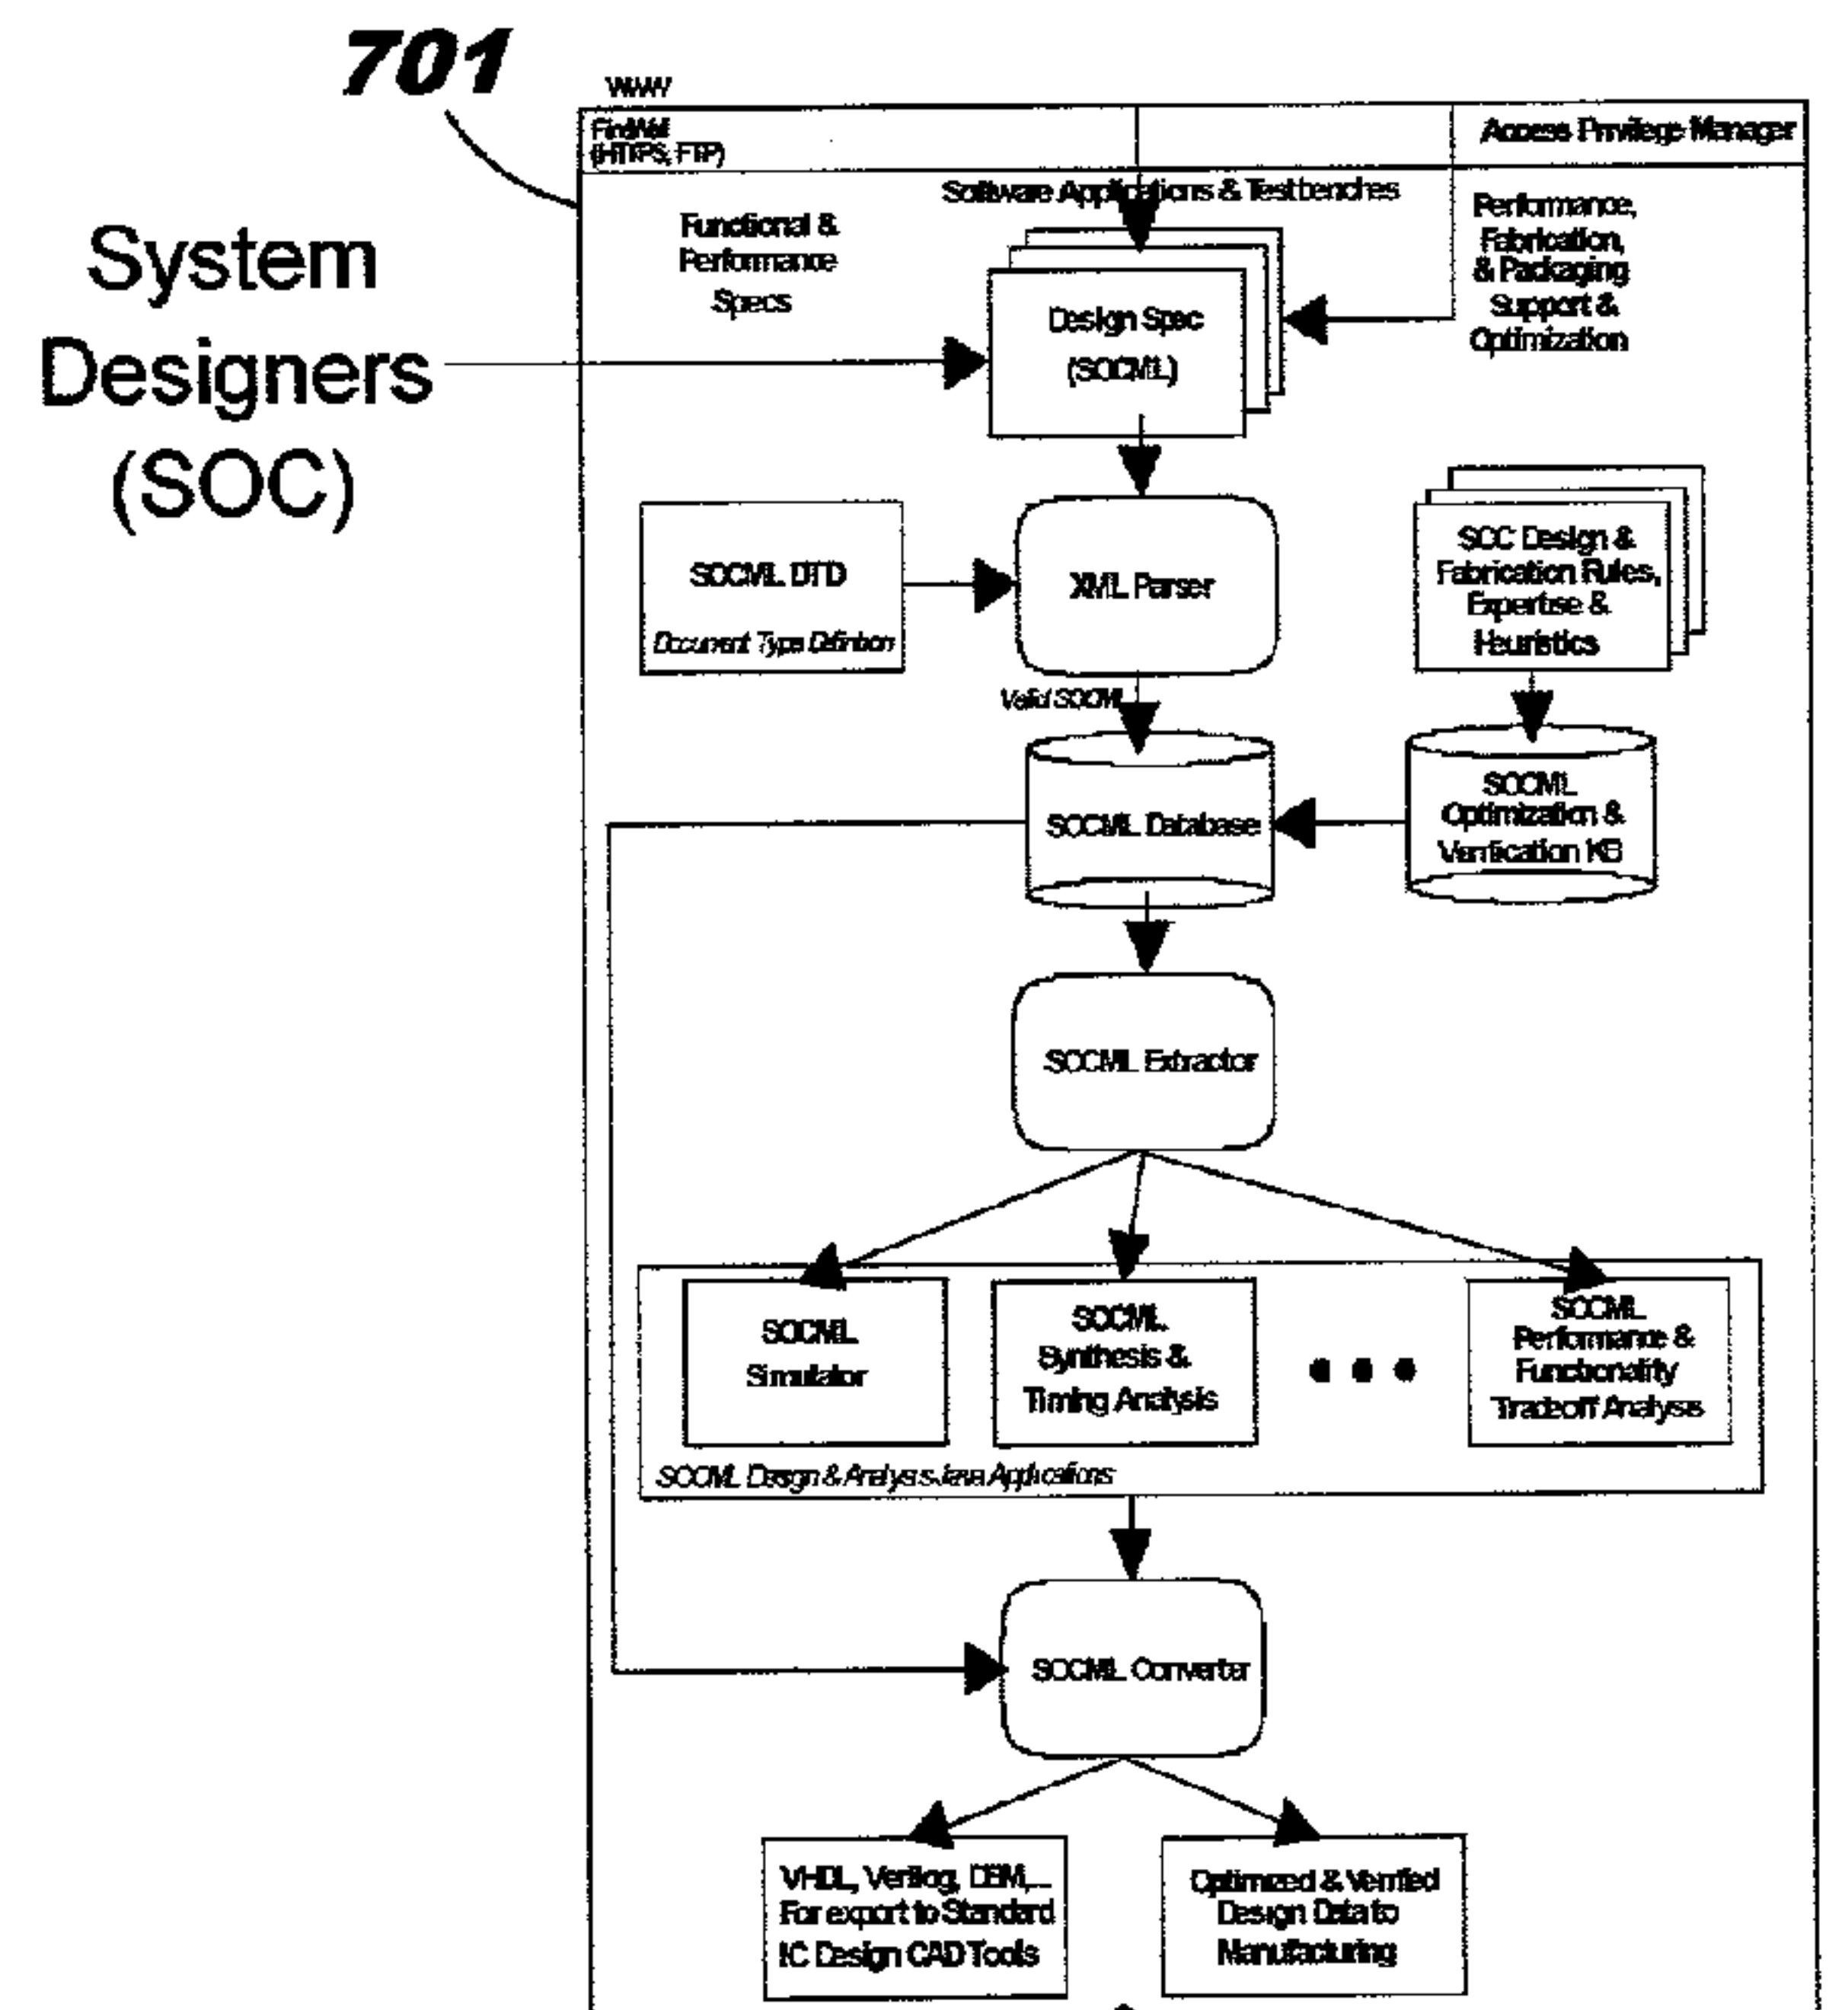 701
WWW
FireWall
(HTTPS, FTP)
Access Privilege Manager
System
Designers
(SOC)
Functional &
Performance
Specs
Software Applications & Testbenches
Performance,
Fabrication,
& Packaging
Support &
Optimization
Design Spec
(SOCML)
SOCML DTD
Document Type Definition
XML Parser
SOC Design &
Fabrication Rules,
Expertise &
Heuristics
Valid SOCML
SOCML Database
SOCML
Optimization &
Verification KB
SOCML Extractor
SOCML
Simulator
SOCML
Synthesis &
Timing Analysis
SOCML
Performance &
Functionality
Tradeoff Analysis
SOCML Design & Analysis Java Applications
SOCML Converter
VHDL, Verilog, ...
For export to Standard
IC Design CAD Tools
Optimized & Verified
Design Data to
Manufacturing